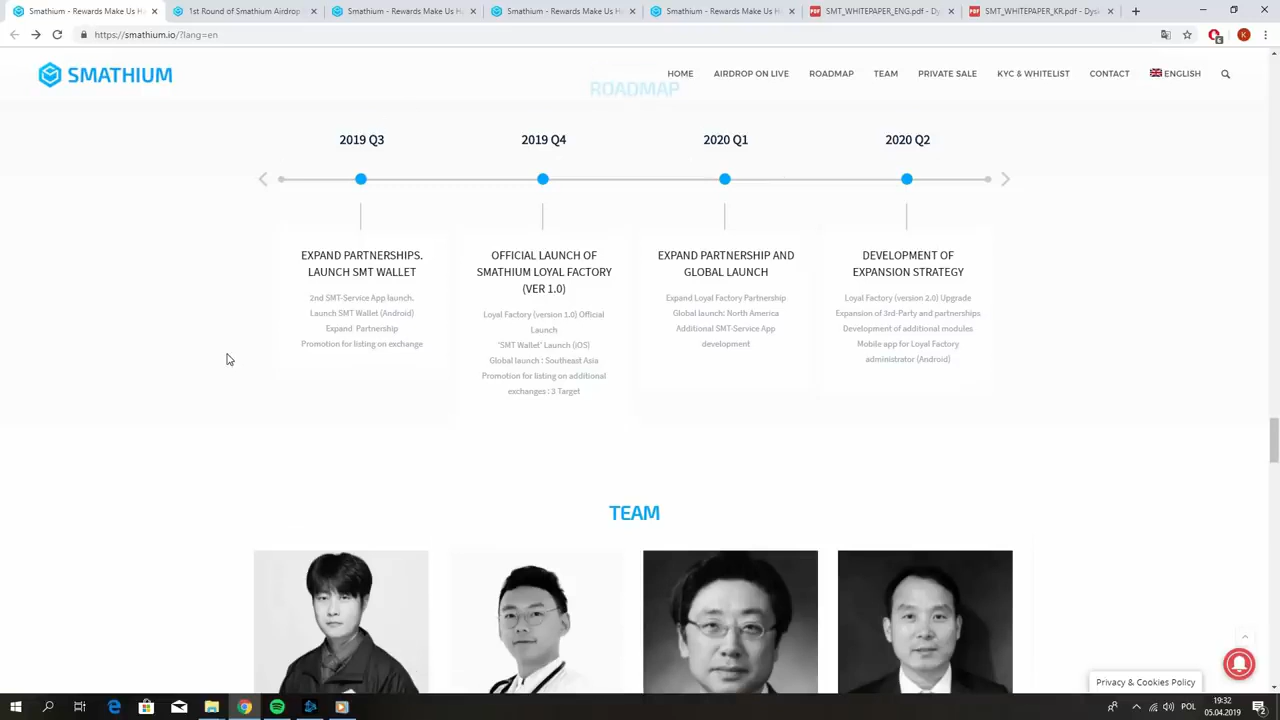 Smathium - Rewards Make Us Ha
1st Round of Smathium Airdrop
Smathium - Rewards Make Us H
Smathium - Rewards Make Us H
Smathium - Rewards Make Us H
SMT_WHITEPAPER_ENG.pdf - Dy
SMT_WHITEPAPER_KR.pdf - Dysk
https://smathium.io/?lang=en
K
SMATHIUM
HOME
AIRDROP ON LIVE
ROADMAP
TEAM
PRIVATE SALE
KYC & WHITELIST
CONTACT
ENGLISH
ROADMAP
2019 Q3
2019 Q4
2020 Q1
2020 Q2
EXPAND PARTNERSHIPS.
LAUNCH SMT WALLET
2nd SMT-Service App launch.
Launch SMT Wallet (Android)
Expand Partnership
Promotion for listing on exchange
OFFICIAL LAUNCH OF
SMATHIUM LOYAL FACTORY
(VER 1.0)
Loyal Factory (version 1.0) Official
Launch
'SMT Wallet' Launch (iOS)
Global launch : Southeast Asia
Promotion for listing on additional
exchanges : 3 Target
EXPAND PARTNERSHIP AND
GLOBAL LAUNCH
Expand Loyal Factory Partnership
Global launch: North America
Additional SMT-Service App
development
DEVELOPMENT OF
EXPANSION STRATEGY
Loyal Factory (version 2.0) Upgrade
Expansion of 3rd-Party and partnerships
Development of additional modules
Mobile app for Loyal Factory
administrator (Android)
TEAM
Privacy & Cookies Policy
POL
19:32
05.04.2019